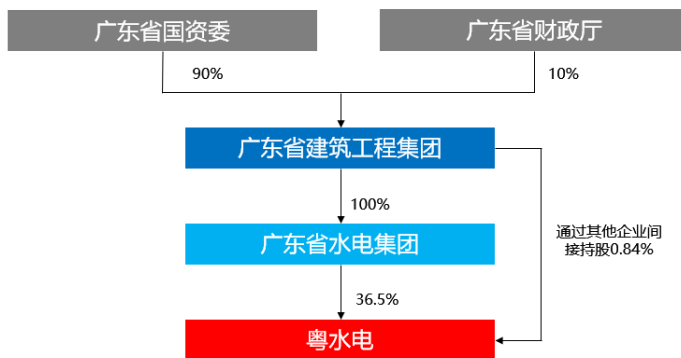 广东省国资委
广东省财政厅
90%
10%
广东省建筑工程集团
100%
通过其他企业间
接持股0.84%
广东省水电集团
36.5%
粤水电